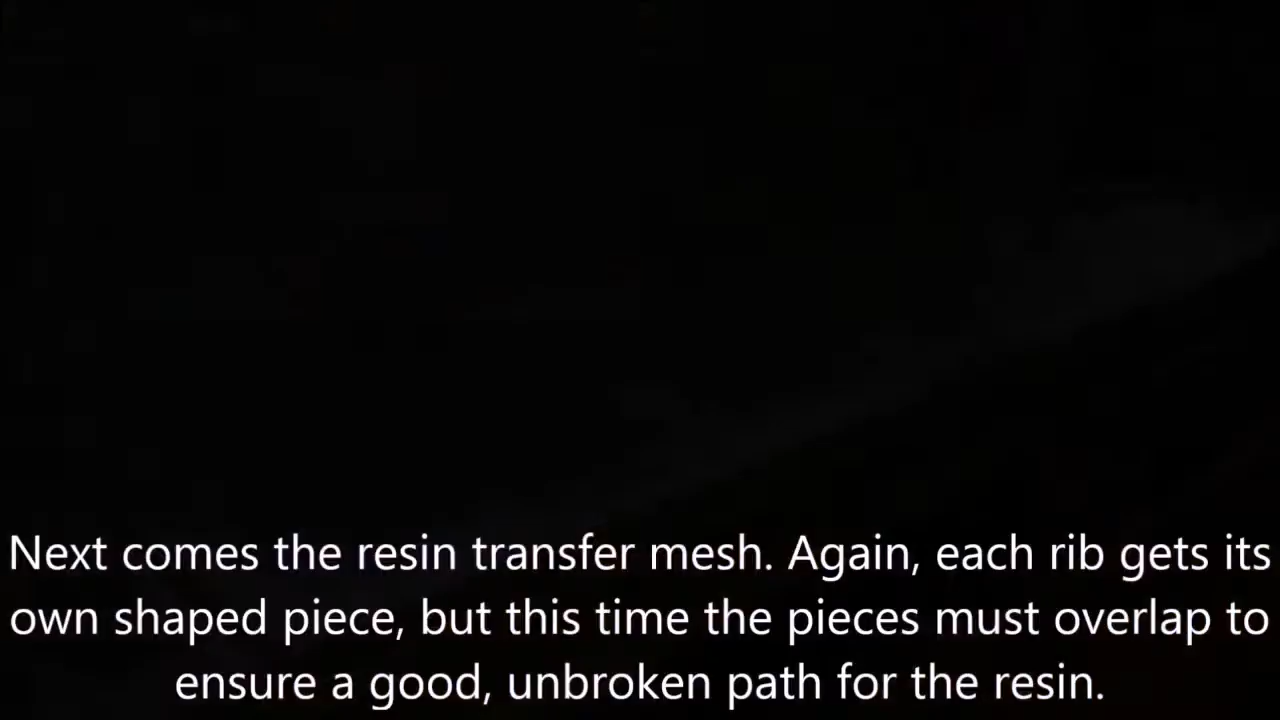 Next comes the resin transfer mesh. Again, each rib gets its
own shaped piece, but this time the pieces must overlap to
ensure a good, unbroken path for the resin.